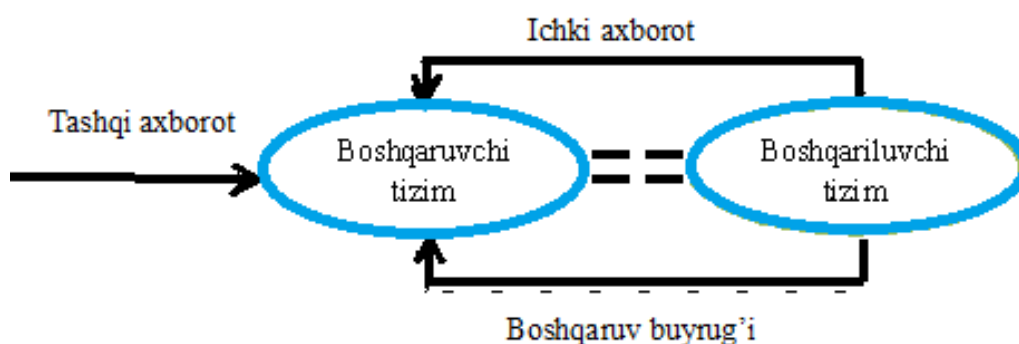 Ichki axborot
Tashqi axborot
Boshqaruvchi
tizim
Boshqariluvchi
tizim
Boshqaruv buyrug’i